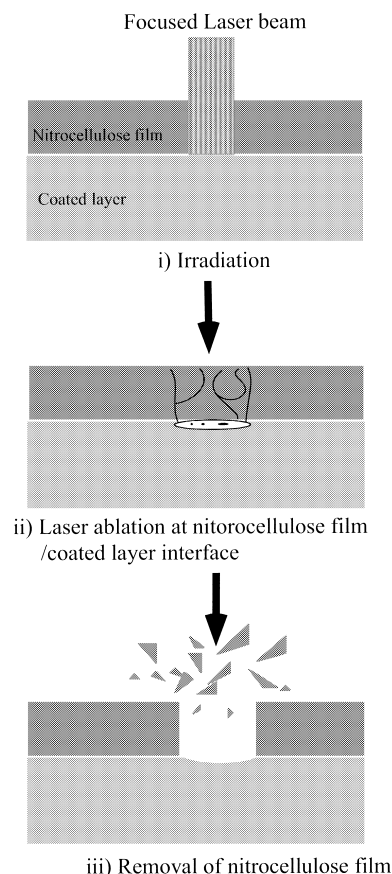 Focused Laser beam
Nitrocellulose film
Coated layer
i) Irradiation
ii) Laser ablation at nitorocellulose film
/coated layer interface
iii) Removal of nitrocellulose film